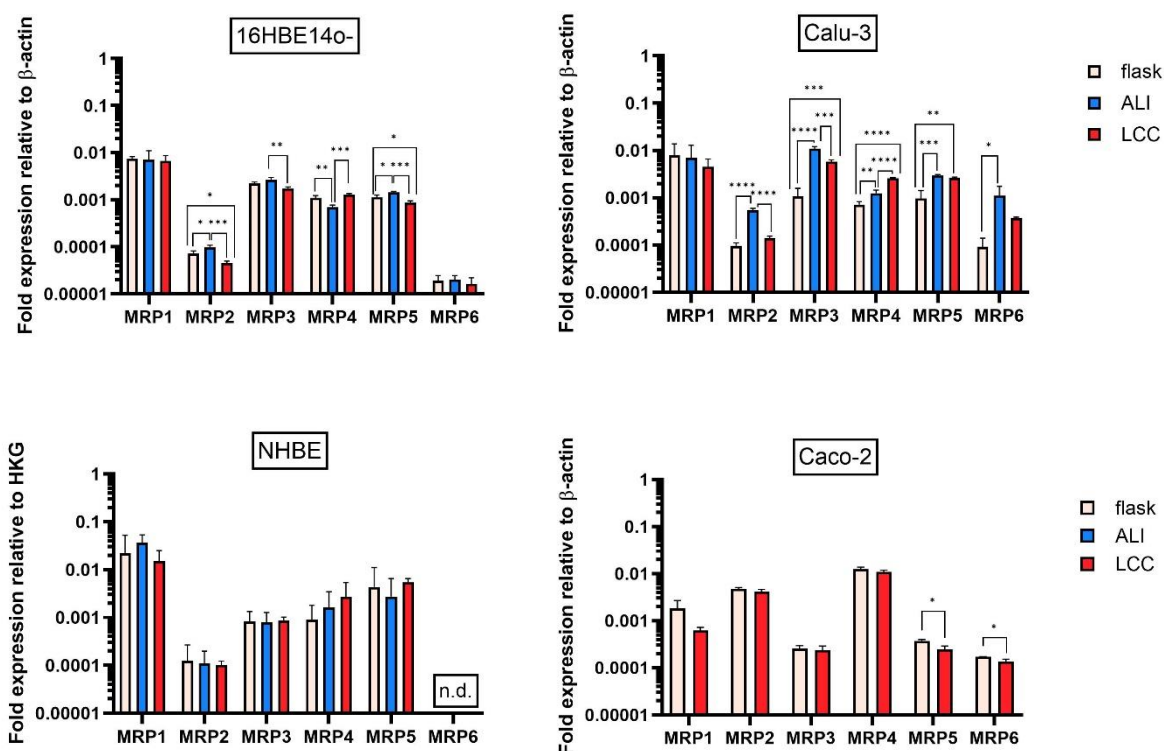 16HBE14o-
Fold expression relative to β-actin
1
0.1
0.01
0.001
0.0001
0.00001
* * *** ** ** *** * * **** 
MRP1 MRP2 MRP3 MRP4 MRP5 MRP6
Calu-3
Fold expression relative to β-actin
1
0.1
0.01
0.001
0.0001
0.00001
**** **** *** **** *** **** ** **** ** *** *
MRP1 MRP2 MRP3 MRP4 MRP5 MRP6
flask
ALI
LCC
NHBE
Fold expression relative to HKG
1
0.1
0.01
0.001
0.0001
0.00001
n.d.
MRP1 MRP2 MRP3 MRP4 MRP5 MRP6
Caco-2
Fold expression relative to β-actin
1
0.1
0.01
0.001
0.0001
0.00001
* *
MRP1 MRP2 MRP3 MRP4 MRP5 MRP6
flask
ALI
LCC